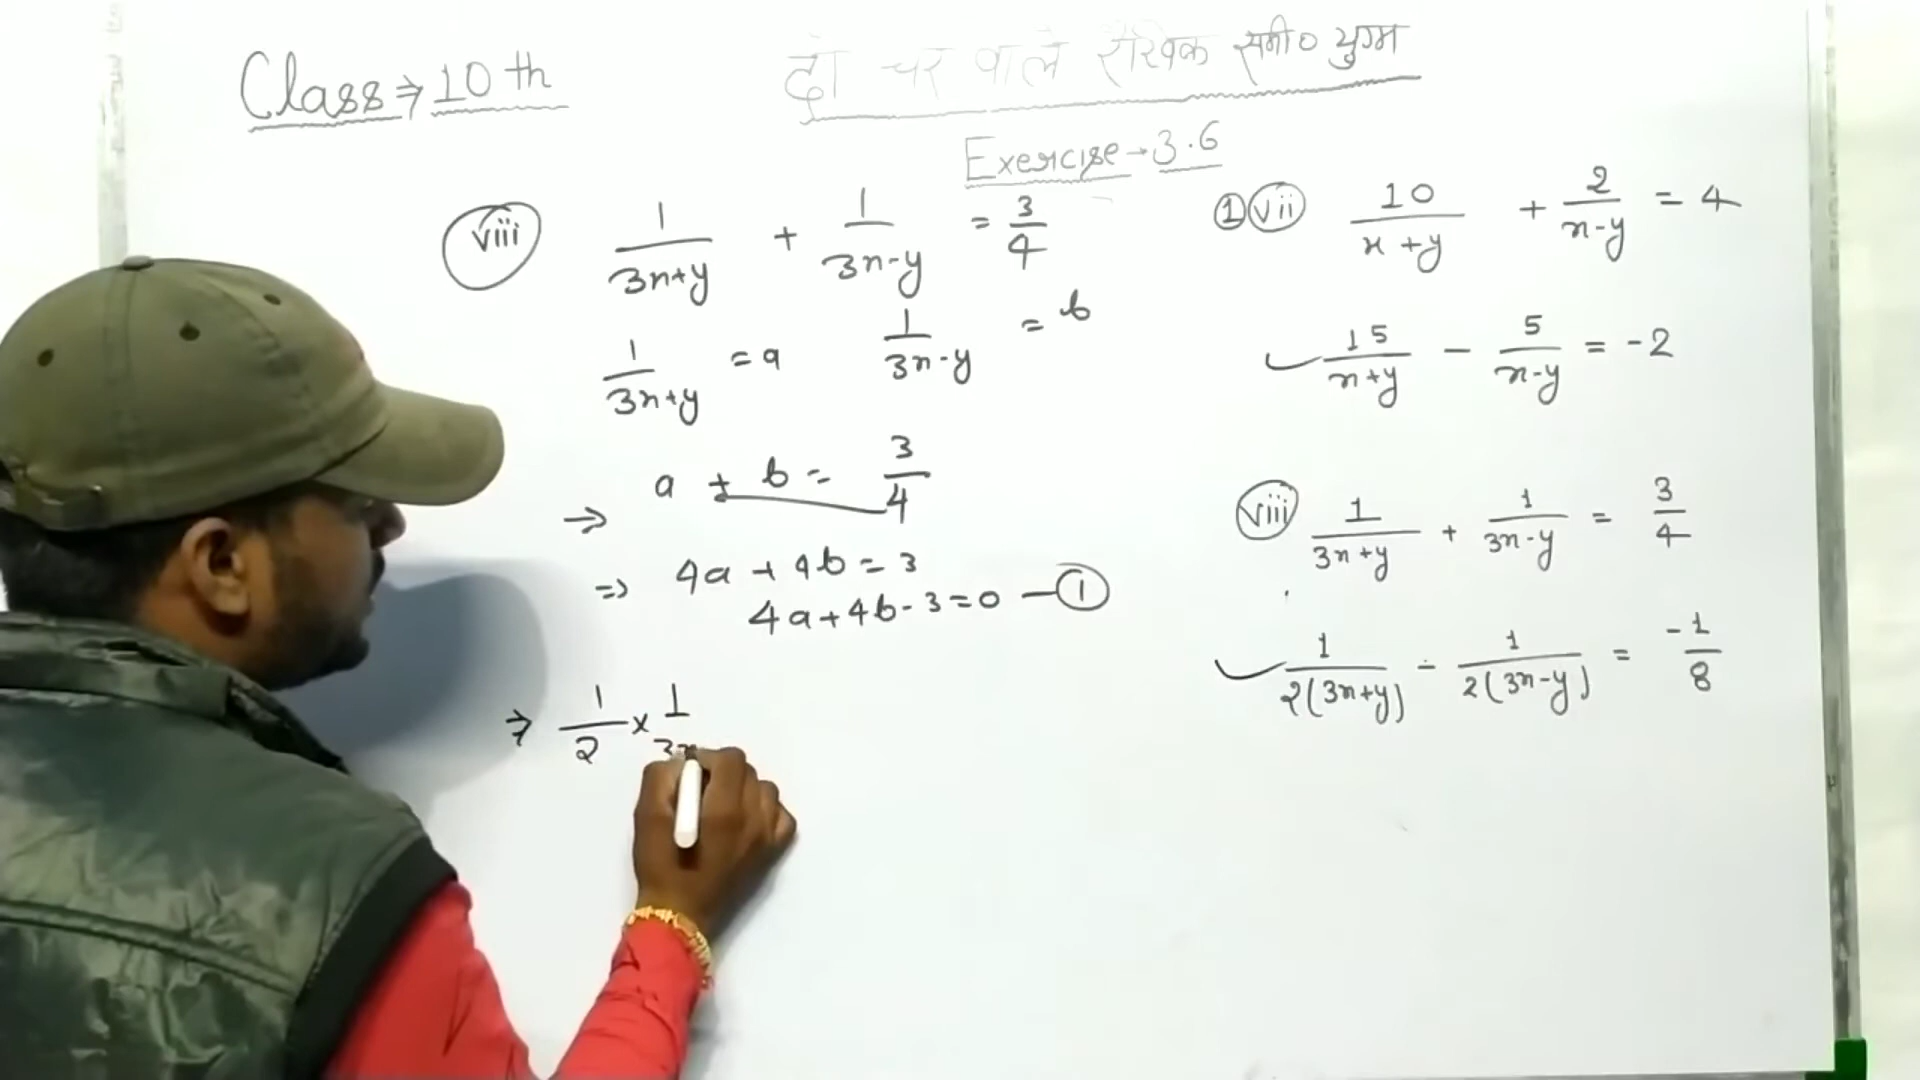 Class ⇒ 10th
दो चर वाले रैखिक समी० युग्म
Exercise → 3.6
(viii) 1/(3x+y) + 1/(3x-y) = 3/4
1/(3x+y) = a 1/(3x-y) = b
⇒ a + b = 3/4
⇒ 4a + 4b = 3
4a + 4b - 3 = 0 — (1)
⇒ 1/2 × 1/3x
(1) (vii) 10/(x+y) + 2/(x-y) = 4
15/(x+y) - 5/(x-y) = -2
(viii) 1/(3x+y) + 1/(3x-y) = 3/4
1/2(3x+y) - 1/2(3x-y) = -1/8